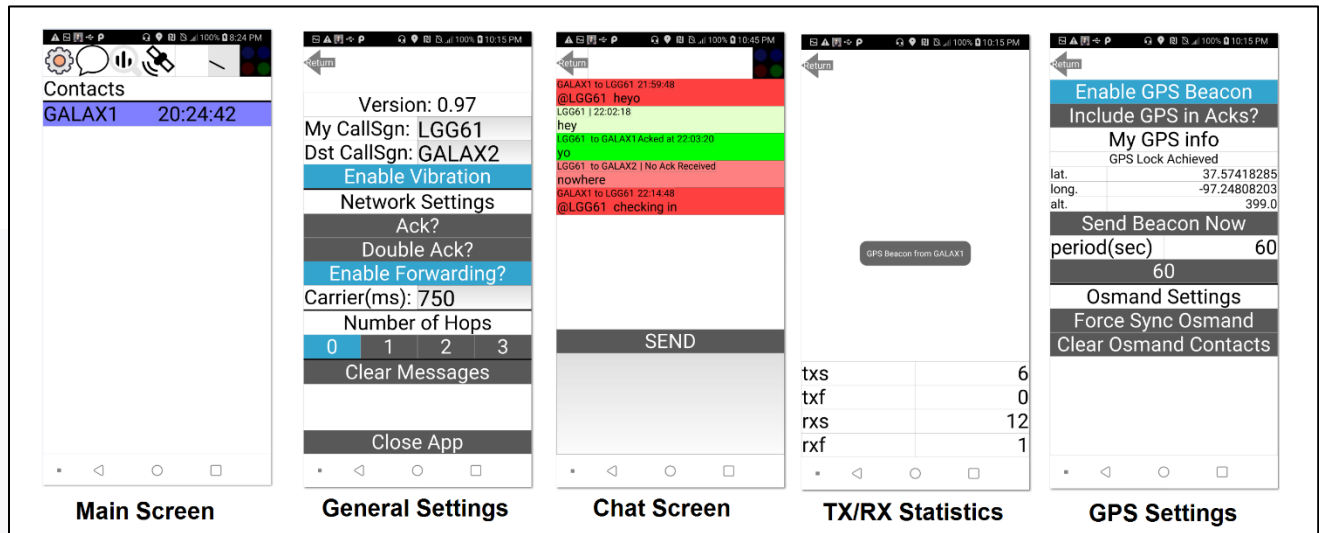 100% 8:24 PM
Contacts
GALAX1 20:24:42
Main Screen
100% 10:15 PM
Return
Version: 0.97
My CallSgn: LGG61
Dst CallSgn: GALAX2
Enable Vibration
Network Settings
Ack?
Double Ack?
Enable Forwarding?
Carrier(ms): 750
Number of Hops
0 1 2 3
Clear Messages
Close App
General Settings
100% 10:45 PM
Return
GALAX1 to LGG61 21:59:48
@LGG61 heyo
LGG61 | 22:02:18
hey
LGG61 to GALAX1 Acked at 22:03:20
yo
LGG61 to GALAX2 | No Ack Received
nowhere
GALAX1 to LGG61 22:14:48
@LGG61 checking in
SEND
Chat Screen
100% 10:15 PM
Return
GPS Beacon from GALAX1
txs 6
txf 0
rxs 12
rxf 1
TX/RX Statistics
100% 10:15 PM
Return
Enable GPS Beacon
Include GPS in Acks?
My GPS info
GPS Lock Achieved
lat. 37.57418285
long. -97.24808203
alt. 399.0
Send Beacon Now
period(sec) 60
60
Osmand Settings
Force Sync Osmand
Clear Osmand Contacts
GPS Settings